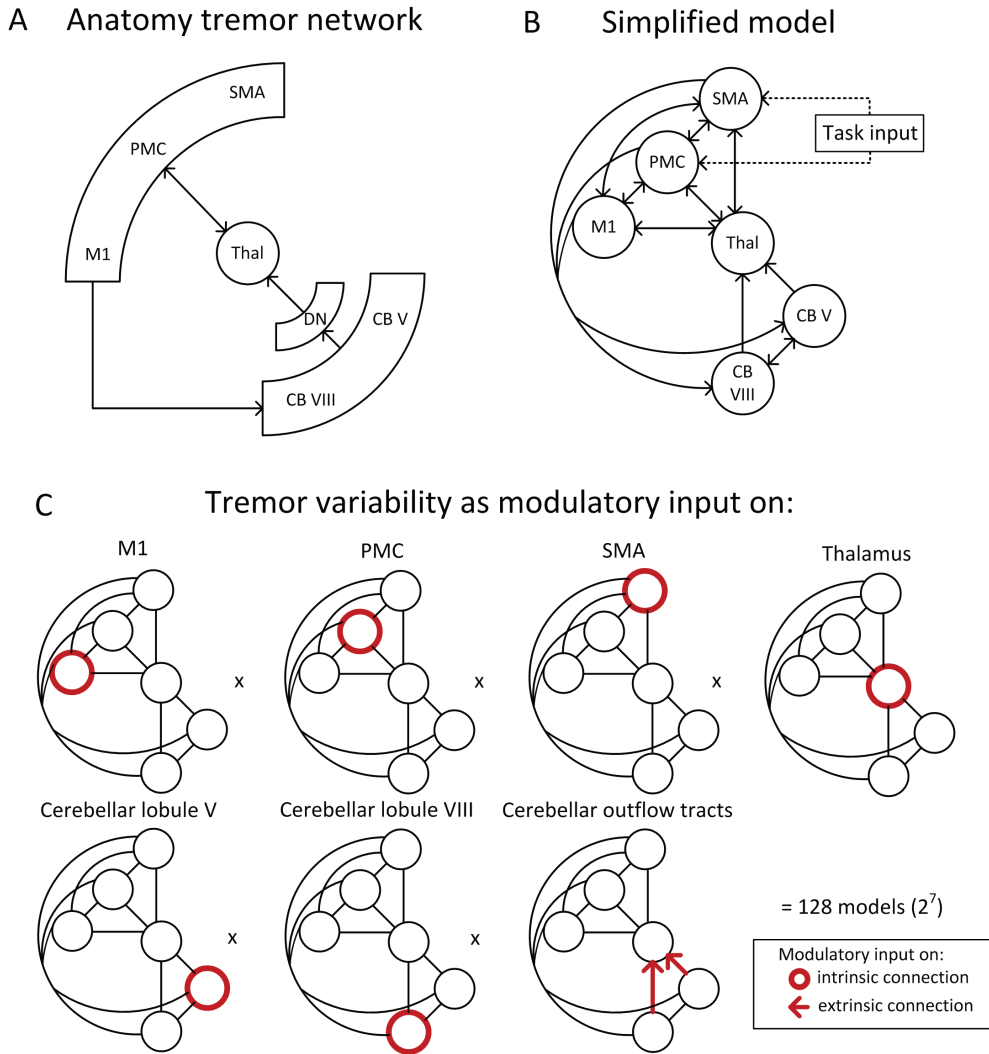 A Anatomy tremor network
SMA
PMC
M1
Thal
DN
CB V
CB VIII
B Simplified model
SMA
Task input
PMC
M1
Thal
CB V
CB
VIII
C Tremor variability as modulatory input on:
M1 PMC SMA Thalamus
x x x
Cerebellar lobule V Cerebellar lobule VIII Cerebellar outflow tracts
x x
= 128 models (2⁷)
Modulatory input on:
intrinsic connection
extrinsic connection